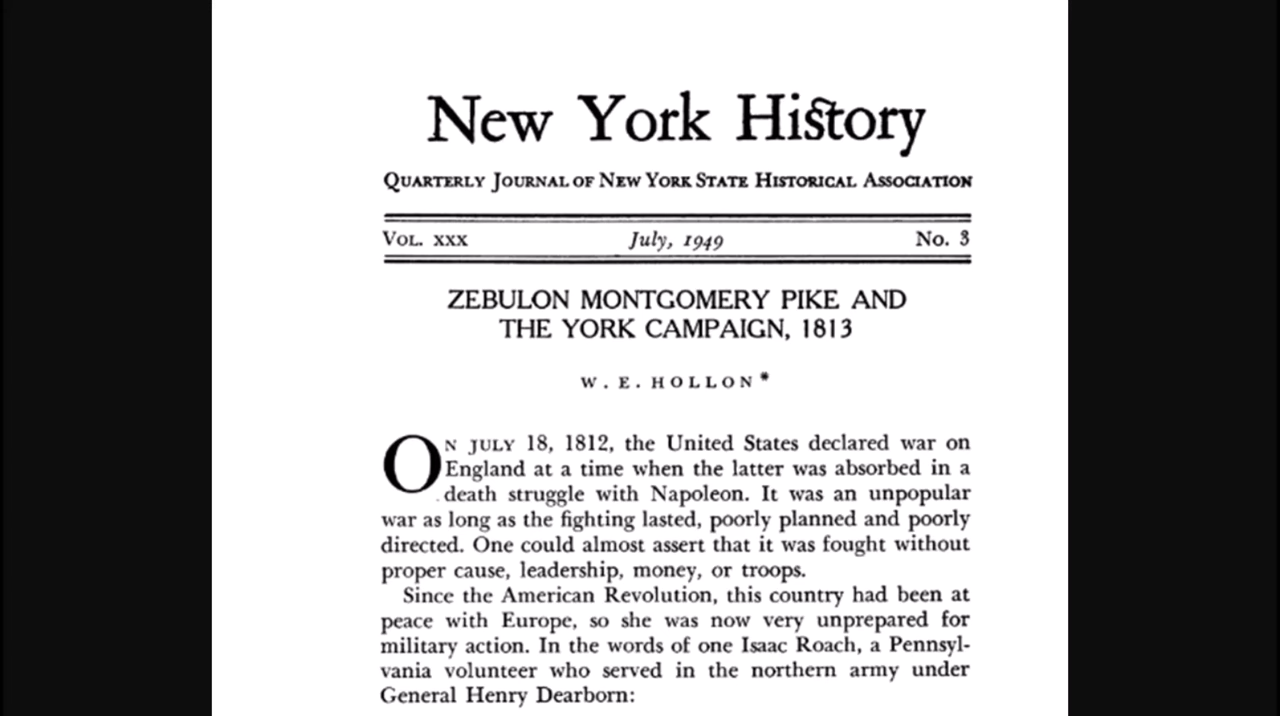 New York History
QUARTERLY JOURNAL OF NEW YORK STATE HISTORICAL ASSOCIATION
VOL. XXX July, 1949 No. 3
ZEBULON MONTGOMERY PIKE AND
THE YORK CAMPAIGN, 1813
W. E. HOLLON*
ON JULY 18, 1812, the United States declared war on
England at a time when the latter was absorbed in a
death struggle with Napoleon. It was an unpopular
war as long as the fighting lasted, poorly planned and poorly
directed. One could almost assert that it was fought without
proper cause, leadership, money, or troops.
Since the American Revolution, this country had been at
peace with Europe, so she was now very unprepared for
military action. In the words of one Isaac Roach, a Pennsyl-
vania volunteer who served in the northern army under
General Henry Dearborn: